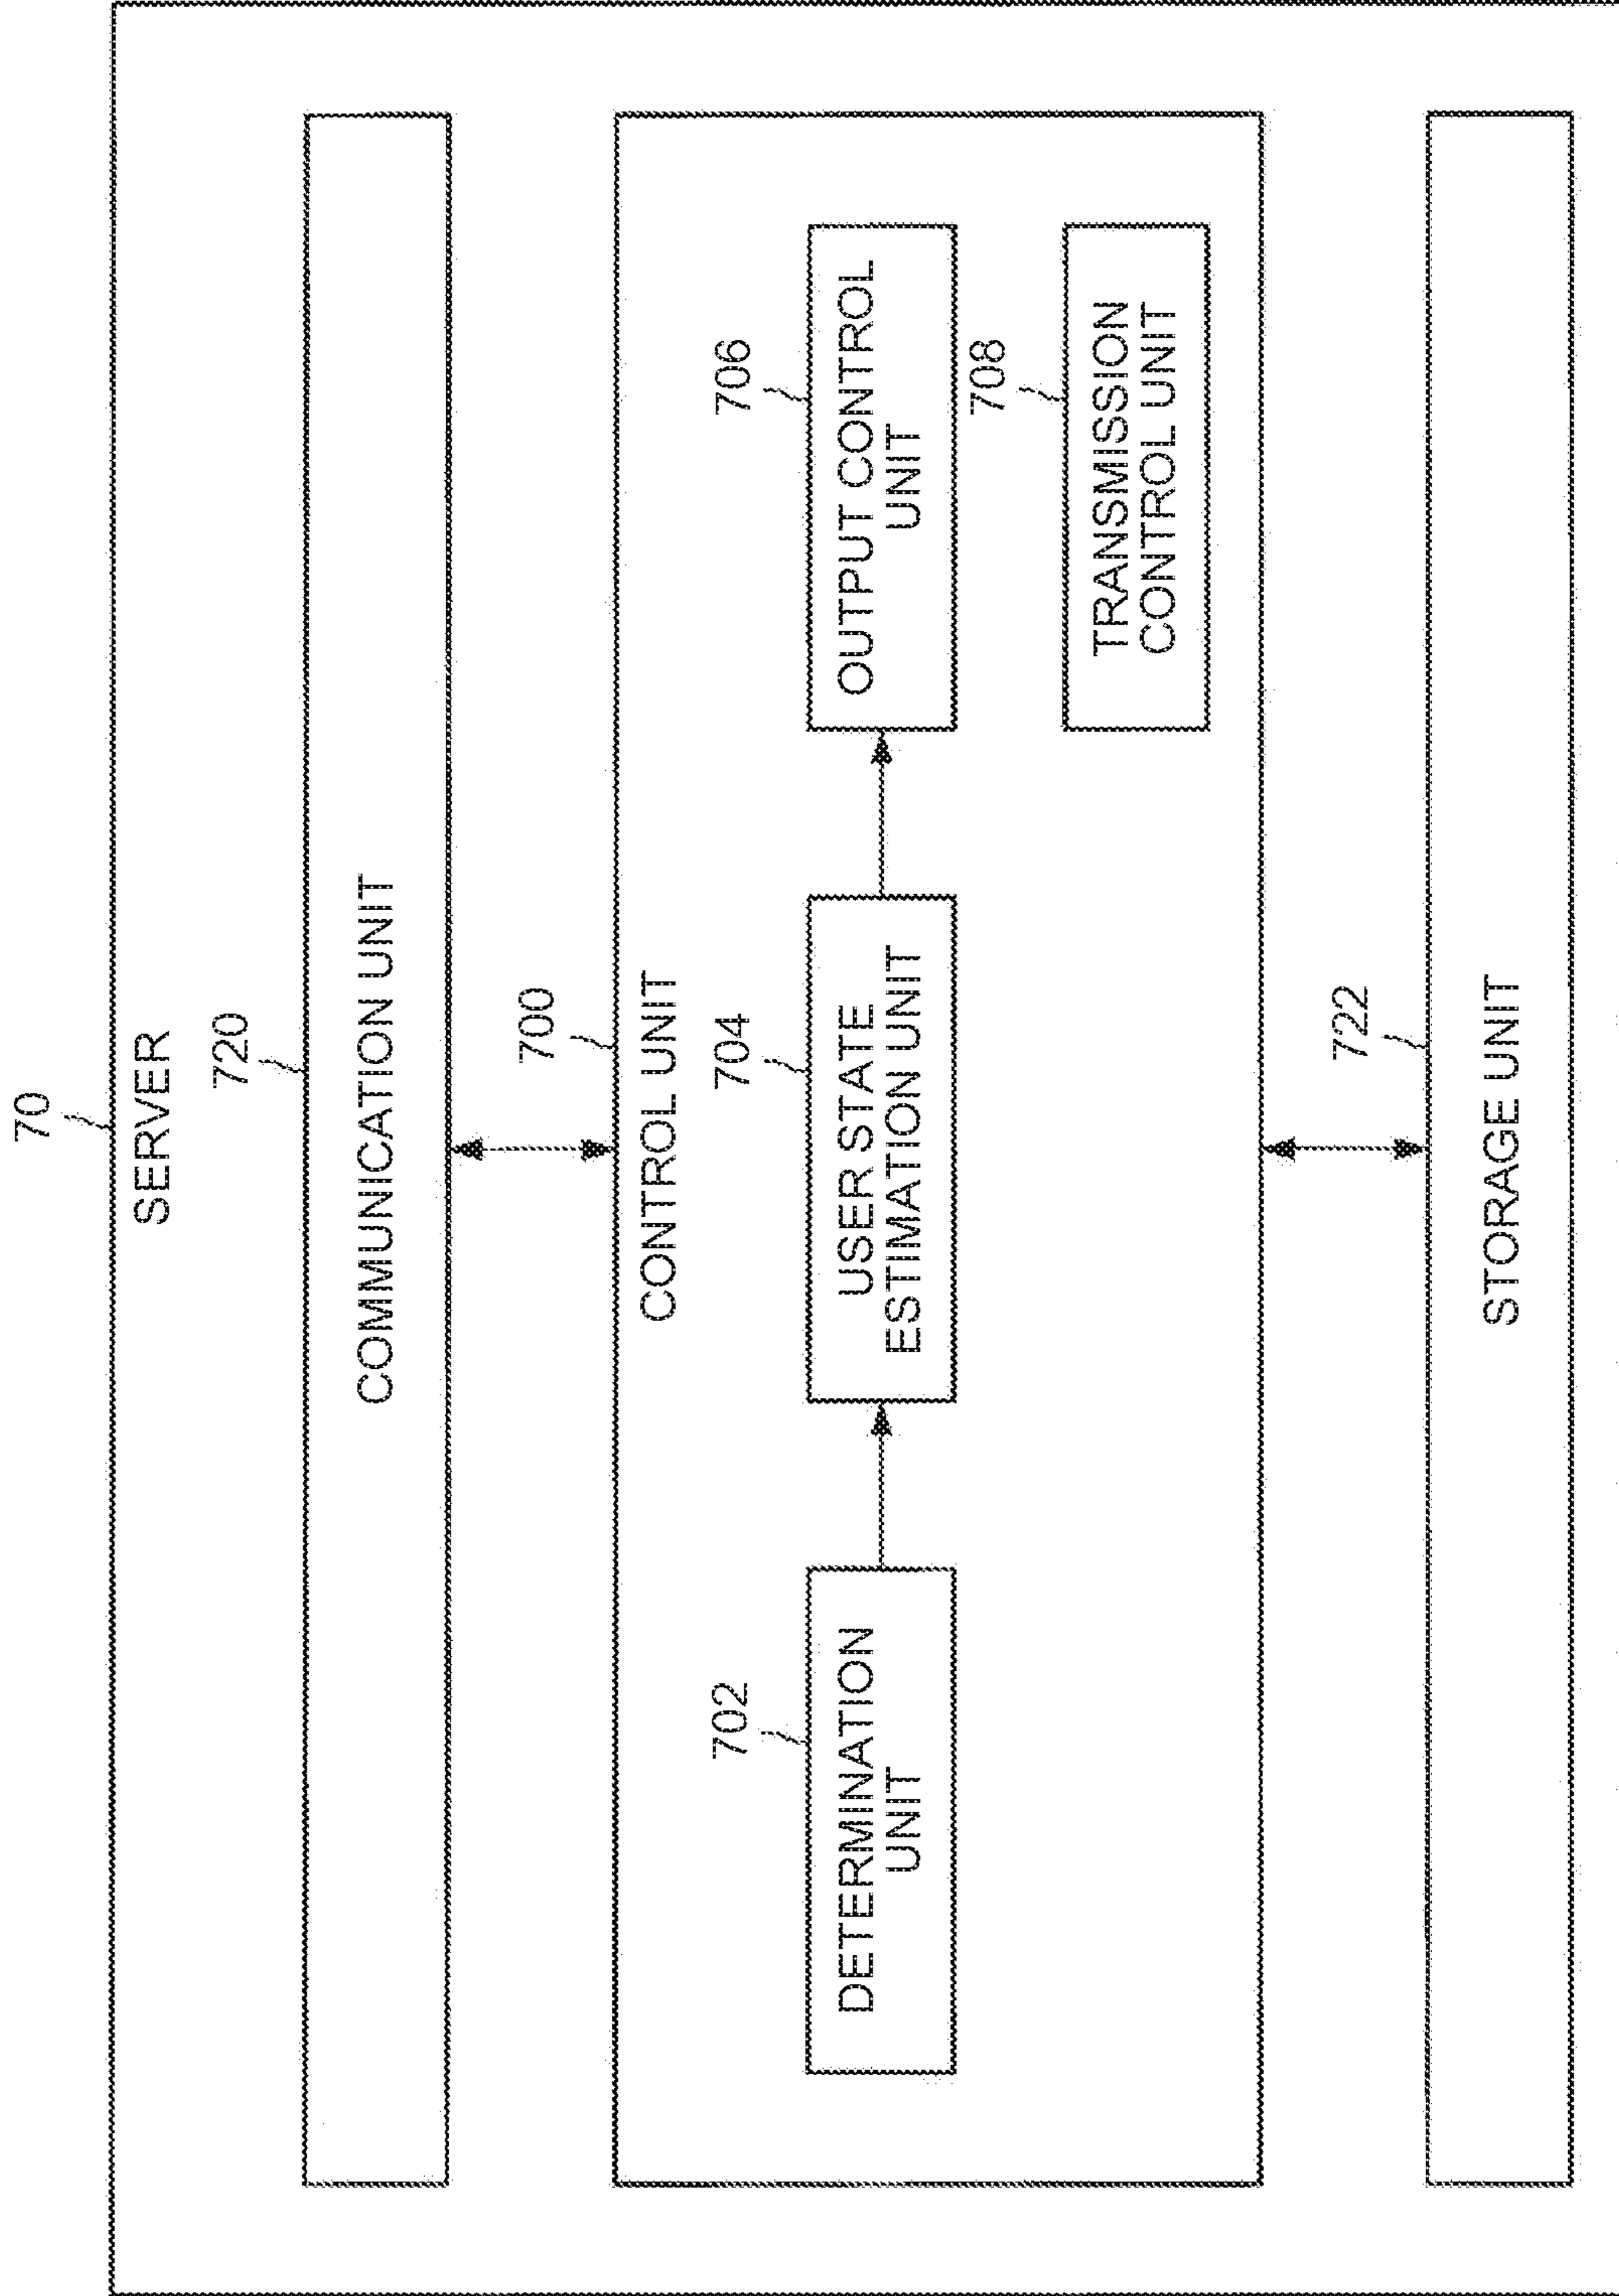 70
SERVER
720
COMMUNICATION UNIT
700
CONTROL UNIT
702
DETERMINATION
UNIT
704
USER STATE
ESTIMATION UNIT
706
OUTPUT CONTROL
UNIT
708
TRANSMISSION
CONTROL UNIT
722
STORAGE UNIT